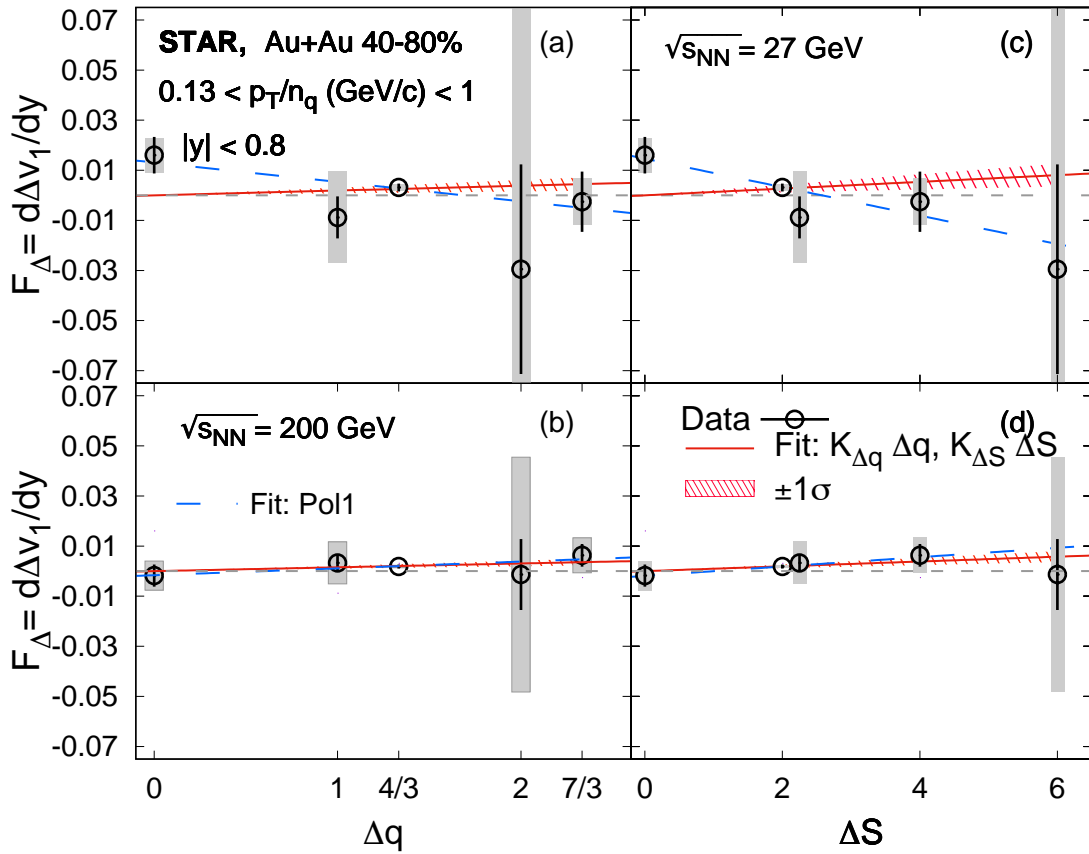 STAR, Au+Au 40-80%
(a)
0.13 < p_T/n_q (GeV/c) < 1
|y| < 0.8
F_Δ= dΔv_1/dy
0.07
0.05
0.03
0.01
-0.01
-0.03
-0.05
-0.07
√s_NN = 27 GeV
(c)
√s_NN = 200 GeV
(b)
Fit: Pol1
F_Δ= dΔv_1/dy
0.07
0.05
0.03
0.01
-0.01
-0.03
-0.05
-0.07
0 1 4/3 2 7/3
Δq
Data
(d)
Fit: K_Δq Δq, K_ΔS ΔS
±1σ
0 2 4 6
ΔS